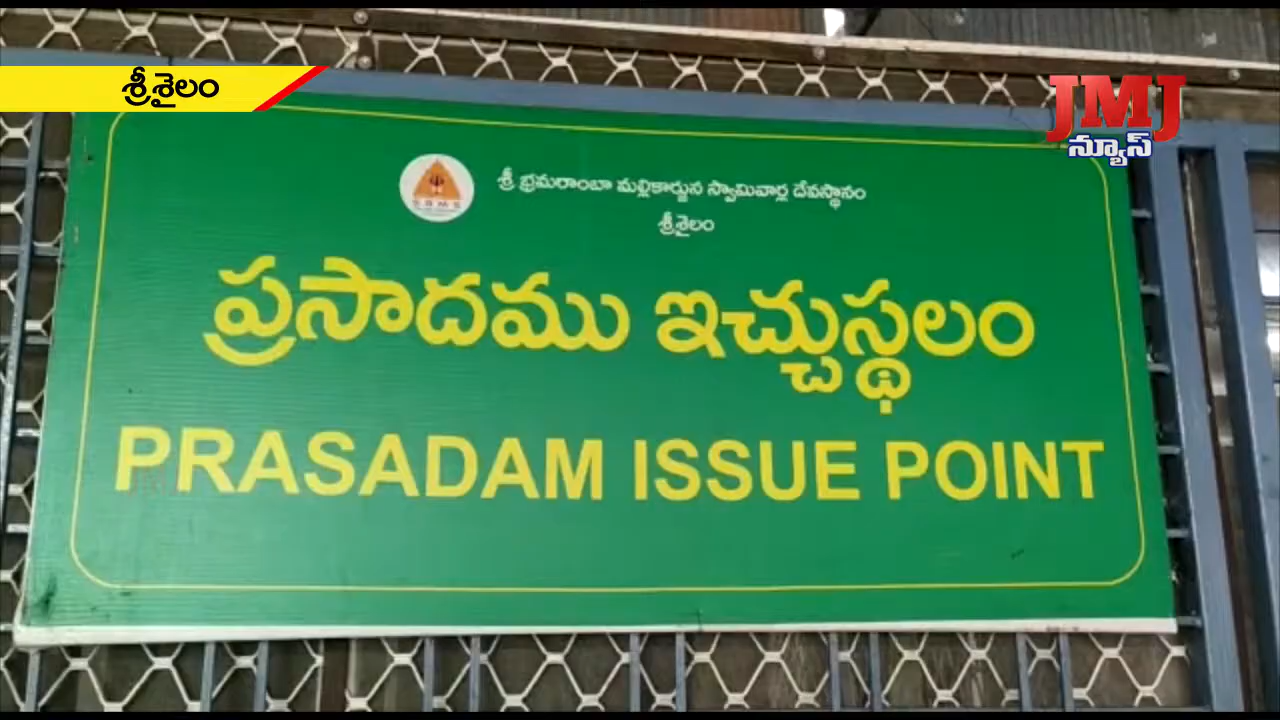 శ్రీశైలం
JMJ
న్యూస్
S B M S
శ్రీ భ్రమరాంబా మల్లికార్జున స్వామివార్ల దేవస్థానం
శ్రీశైలం
ప్రసాదము ఇచ్చుస్థలం
PRASADAM ISSUE POINT